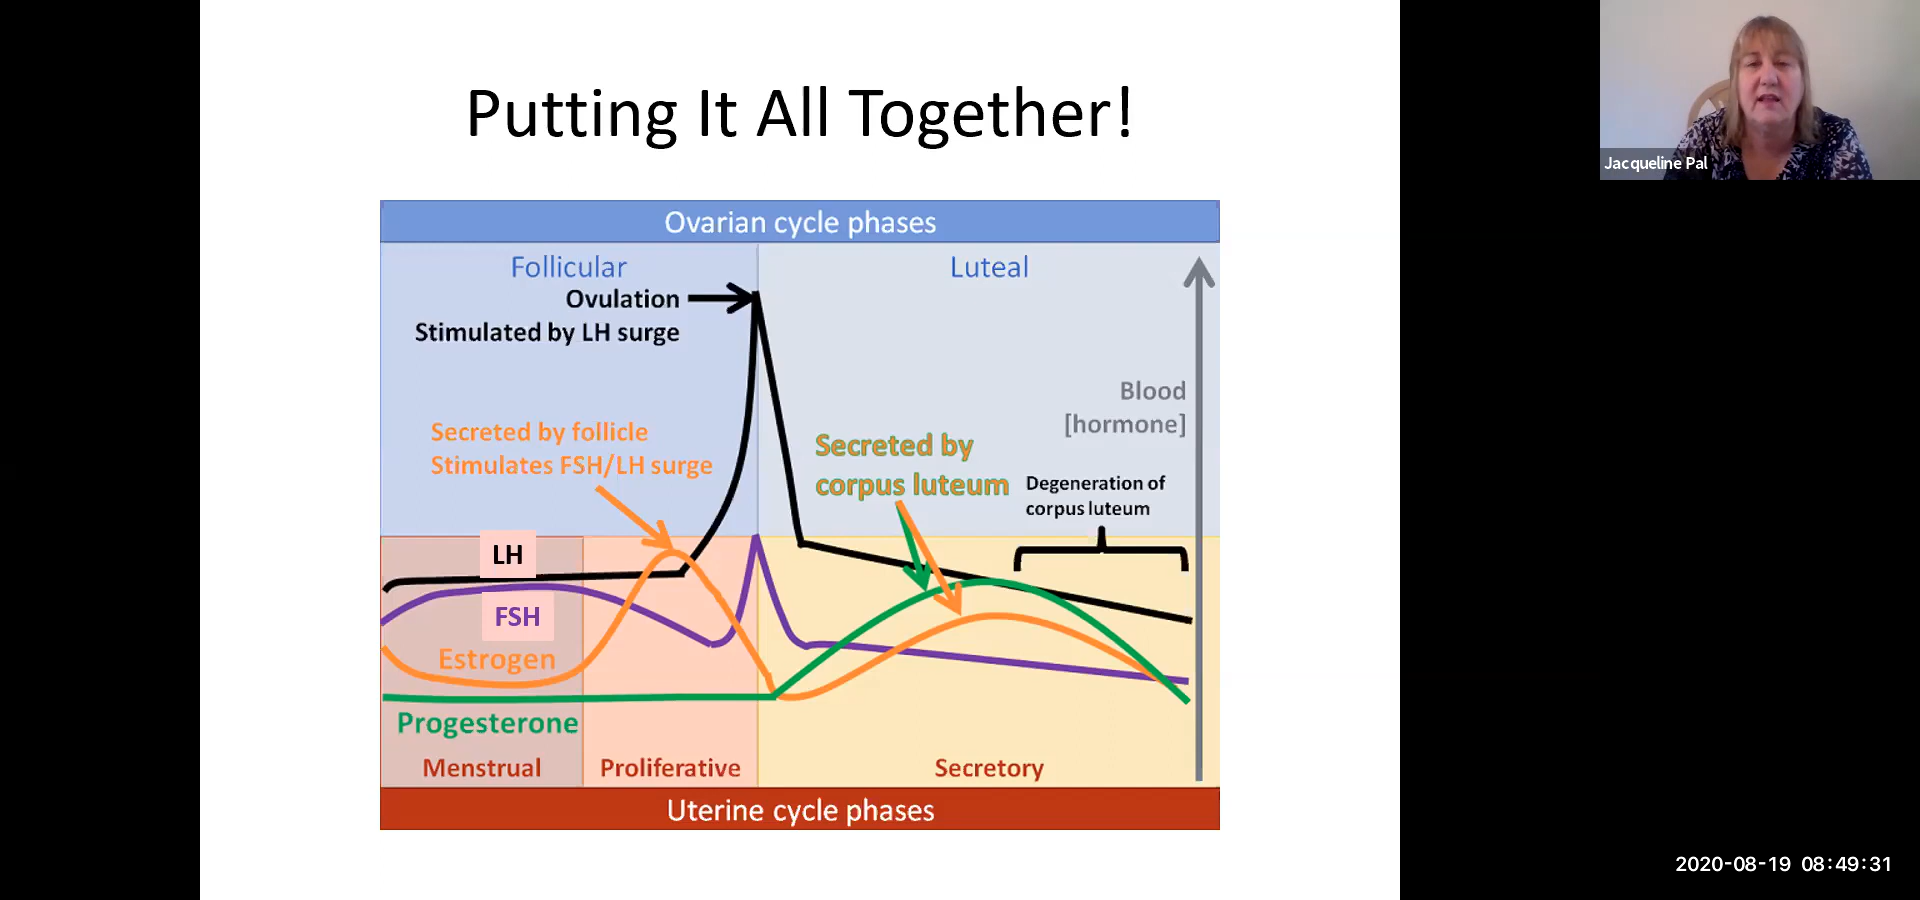 Putting It All Together!
Jacqueline Pal
Ovarian cycle phases
Follicular
Luteal
Ovulation
Stimulated by LH surge
Blood
[hormone]
Secreted by follicle
Stimulates FSH/LH surge
Secreted by
corpus luteum
Degeneration of
corpus luteum
LH
FSH
Estrogen
Progesterone
Menstrual
Proliferative
Secretory
Uterine cycle phases
2020-08-19 08:49:31